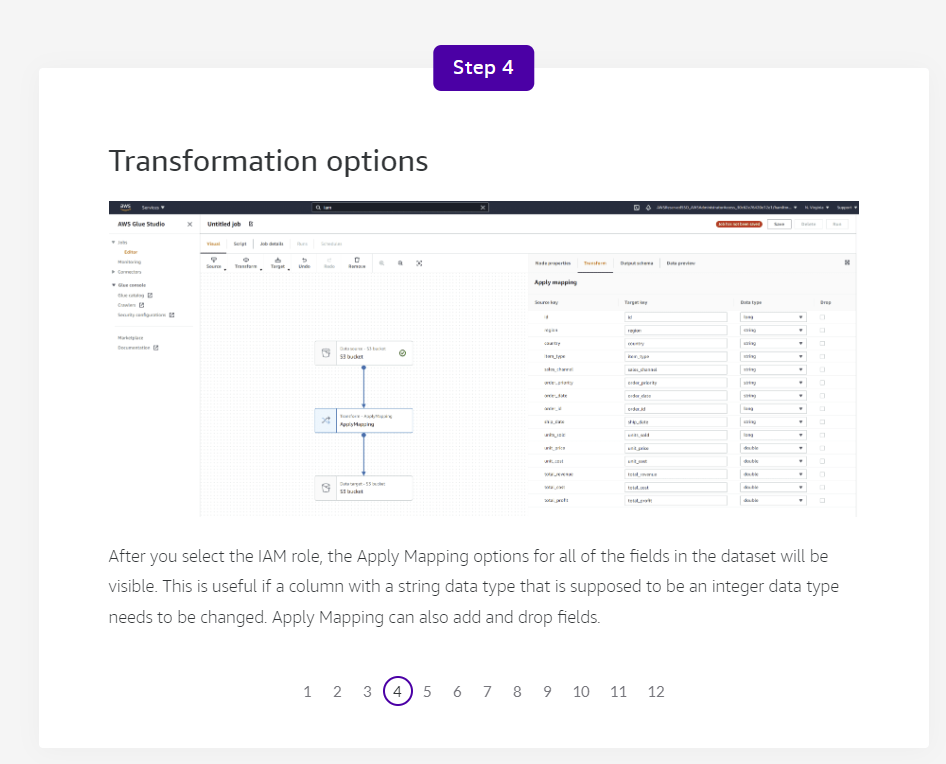 Step 4
Transformation options
aws Services
AWS Glue Studio
Untitled job
Save
Jobs
Editor
Monitoring
Connectors
Glue console
Glue catalog
Crawlers
Security configurations
Marketplace
Documentation
Visual Script Job details Runs Schedules
Source Transform Target Undo Redo Remove
Data source - S3 bucket
S3 bucket
Transform - ApplyMapping
ApplyMapping
Data target - S3 bucket
S3 bucket
Node properties Transform Output schema Data preview
Apply mapping
Source key Target key Data type Drop
id id long
region region string
country country string
item_type item_type string
sales_channel sales_channel string
order_priority order_priority string
order_date order_date string
order_id order_id long
ship_date ship_date string
units_sold units_sold long
unit_price unit_price double
unit_cost unit_cost double
total_revenue total_revenue double
total_cost total_cost double
total_profit total_profit double
After you select the IAM role, the Apply Mapping options for all of the fields in the dataset will be
visible. This is useful if a column with a string data type that is supposed to be an integer data type
needs to be changed. Apply Mapping can also add and drop fields.
1 2 3 4 5 6 7 8 9 10 11 12